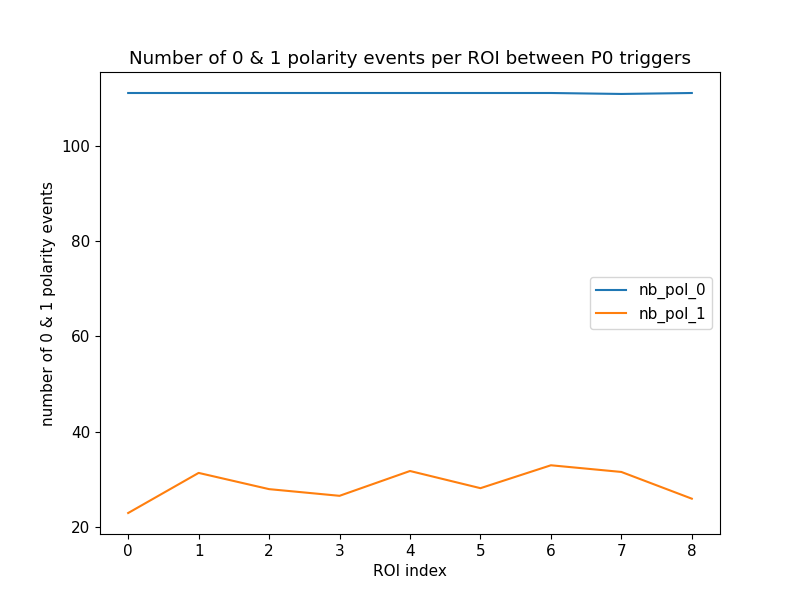 Number of 0 & 1 polarity events per ROI between P0 triggers
number of 0 & 1 polarity events
100
80
60
40
20
nb_pol_0
nb_pol_1
0 1 2 3 4 5 6 7 8
ROI index